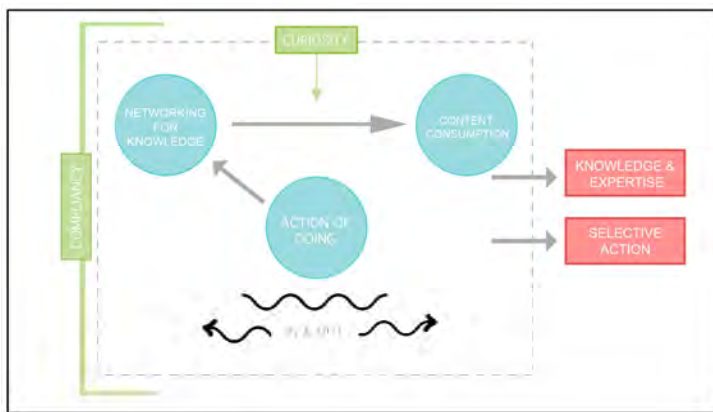 CURIOSITY
NETWORKING
FOR
KNOWLEDGE
CONTENT
CONSUMPTION
COMPLIANCY
KNOWLEDGE &
EXPERTISE
ACTION OF
DOING
SELECTIVE
ACTION